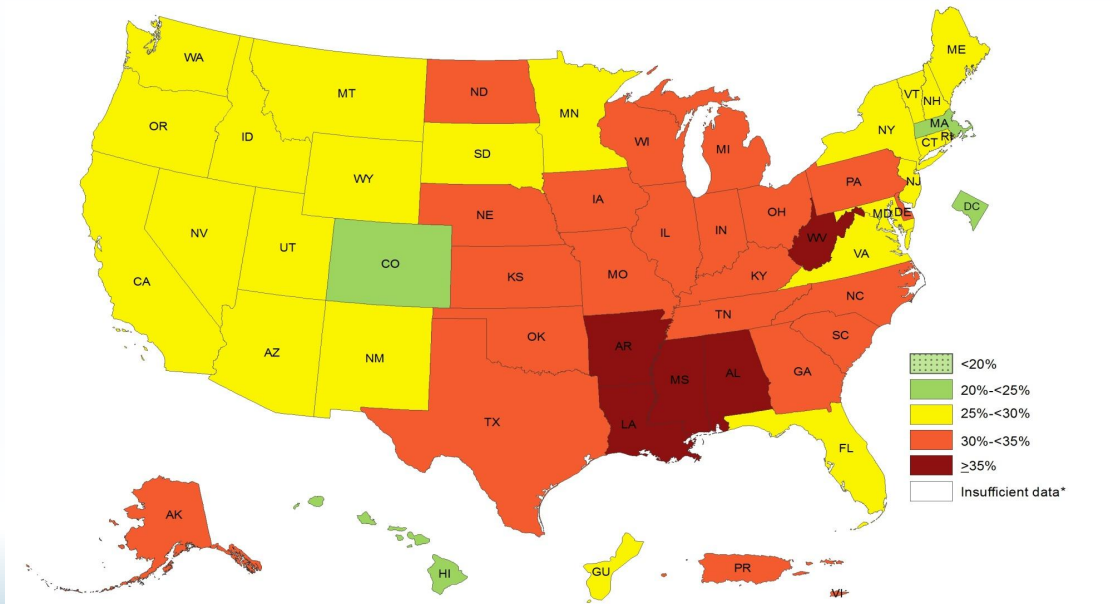 WA
ME
MT
ND
VT
NH
MN
OR
ID
SD
WI
NY
MA
RI
CT
MI
WY
PA
NJ
IA
NE
OH
DC
MD
DE
NV
UT
IL
IN
WV
VA
CO
CA
KS
MO
KY
NC
TN
OK
SC
AZ
NM
AR
GA
MS
AL
TX
LA
FL
AK
HI
GU
PR
VI
<20%
20%-<25%
25%-<30%
30%-<35%
≥35%
Insufficient data*